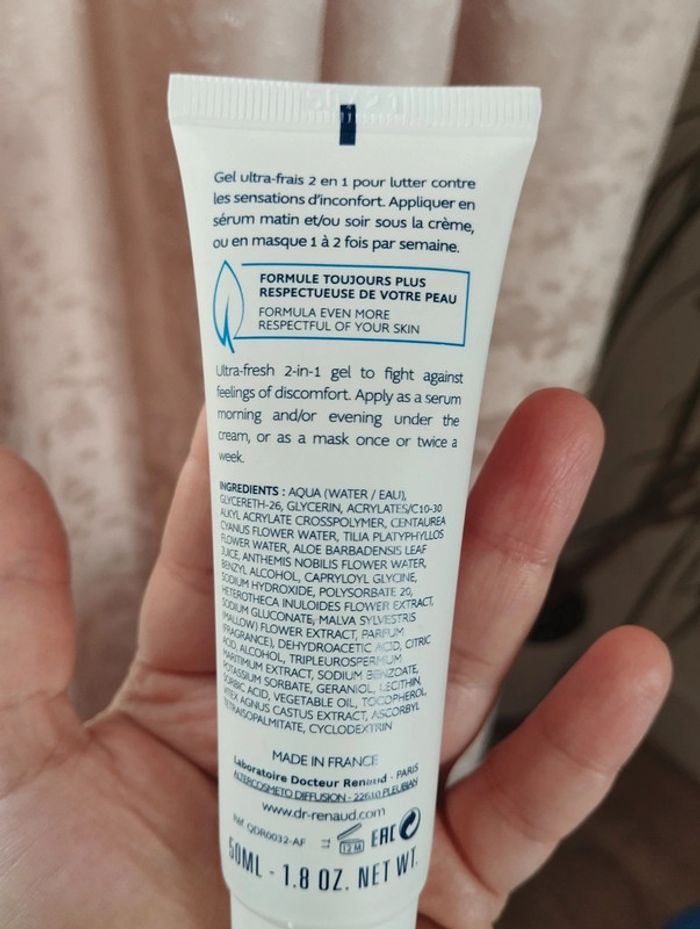 Gel ultra-frais 2 en 1 pour lutter contre
les sensations d'inconfort. Appliquer en
sérum matin et/ou soir sous la crème,
ou en masque 1 à 2 fois par semaine.
FORMULE TOUJOURS PLUS
RESPECTUEUSE DE VOTRE PEAU
FORMULA EVEN MORE
RESPECTFUL OF YOUR SKIN
Ultra-fresh 2-in-1 gel to fight against
feelings of discomfort. Apply as a serum
morning and/or evening under the
cream, or as a mask once or twice a
week.
INGREDIENTS : AQUA (WATER / EAU),
GLYCERETH-26, GLYCERIN, ACRYLATES/C10-30
ALKYL ACRYLATE CROSSPOLYMER, CENTAUREA
CYANUS FLOWER WATER, TILIA PLATYPHYLLOS
FLOWER WATER, ALOE BARBADENSIS LEAF
JUICE, ANTHEMIS NOBILIS FLOWER WATER,
BENZYL ALCOHOL, CAPRYLOYL GLYCINE,
SODIUM HYDROXIDE, POLYSORBATE 20,
HETEROTHECA INULOIDES FLOWER EXTRACT,
SODIUM GLUCONATE, MALVA SYLVESTRIS
(MALLOW) FLOWER EXTRACT, PARFUM
(FRAGRANCE), DEHYDROACETIC ACID, CITRIC
ACID, ALCOHOL, TRIPLEUROSPERMUM
MARITIMUM EXTRACT, SODIUM BENZOATE,
POTASSIUM SORBATE, GERANIOL, LECITHIN,
SORBIC ACID, VEGETABLE OIL, TOCOPHEROL,
VITEX AGNUS CASTUS EXTRACT, ASCORBYL
TETRAISOPALMITATE, CYCLODEXTRIN
MADE IN FRANCE
Laboratoire Docteur Renaud - PARIS
ALTERCOSMETO DIFFUSION - 22610 PLEUBIAN
www.dr-renaud.com
Réf. QDR0032-AF
12 M
EAC
50ML - 1.8 OZ. NET WT.